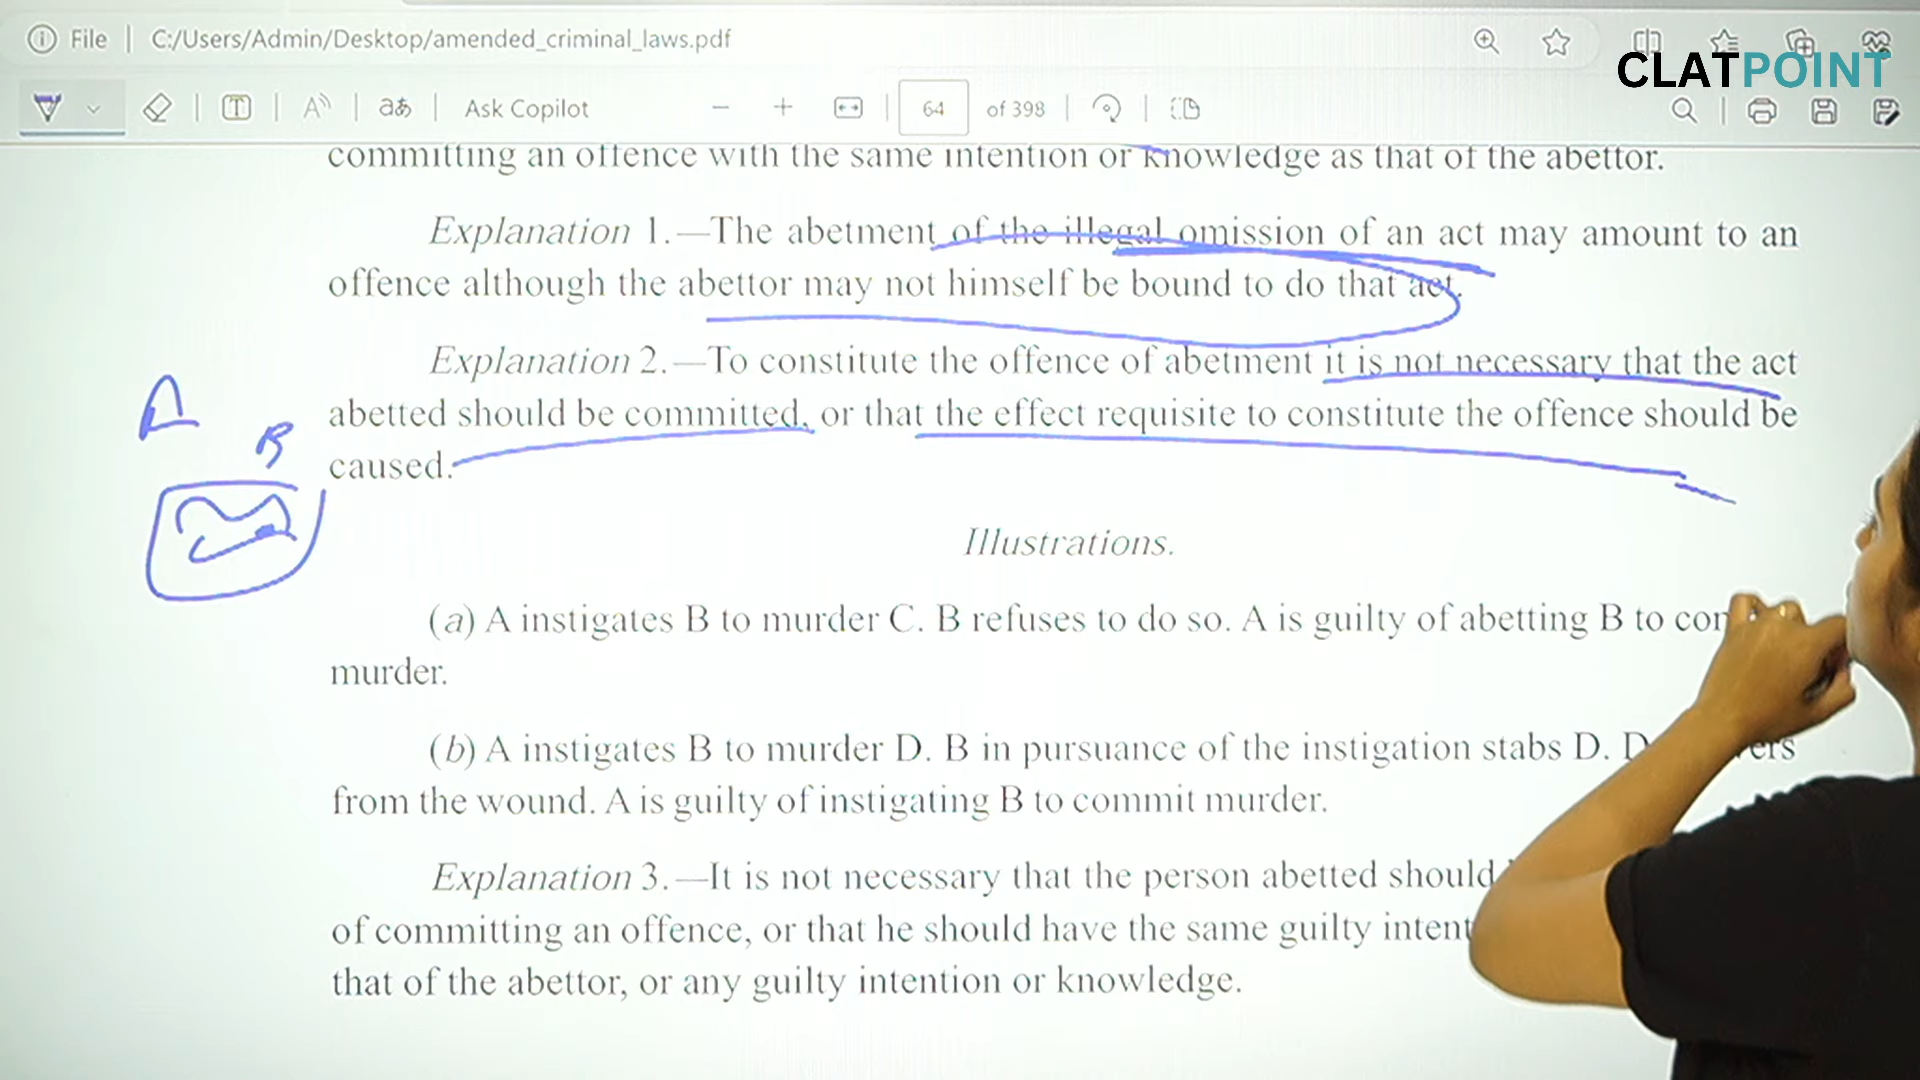 File | C:/Users/Admin/Desktop/amended_criminal_laws.pdf
CLATPOINT
aあ | Ask Copilot 64 of 398
committing an offence with the same intention or knowledge as that of the abettor.
Explanation 1.—The abetment of the illegal omission of an act may amount to an
offence although the abettor may not himself be bound to do that act.
Explanation 2.—To constitute the offence of abetment it is not necessary that the act
abetted should be committed, or that the effect requisite to constitute the offence should be
caused.
A
B
Illustrations.
(a) A instigates B to murder C. B refuses to do so. A is guilty of abetting B to
murder.
(b) A instigates B to murder D. B in pursuance of the instigation stabs D. D
from the wound. A is guilty of instigating B to commit murder.
Explanation 3.—It is not necessary that the person abetted should
of committing an offence, or that he should have the same guilty
that of the abettor, or any guilty intention or knowledge.